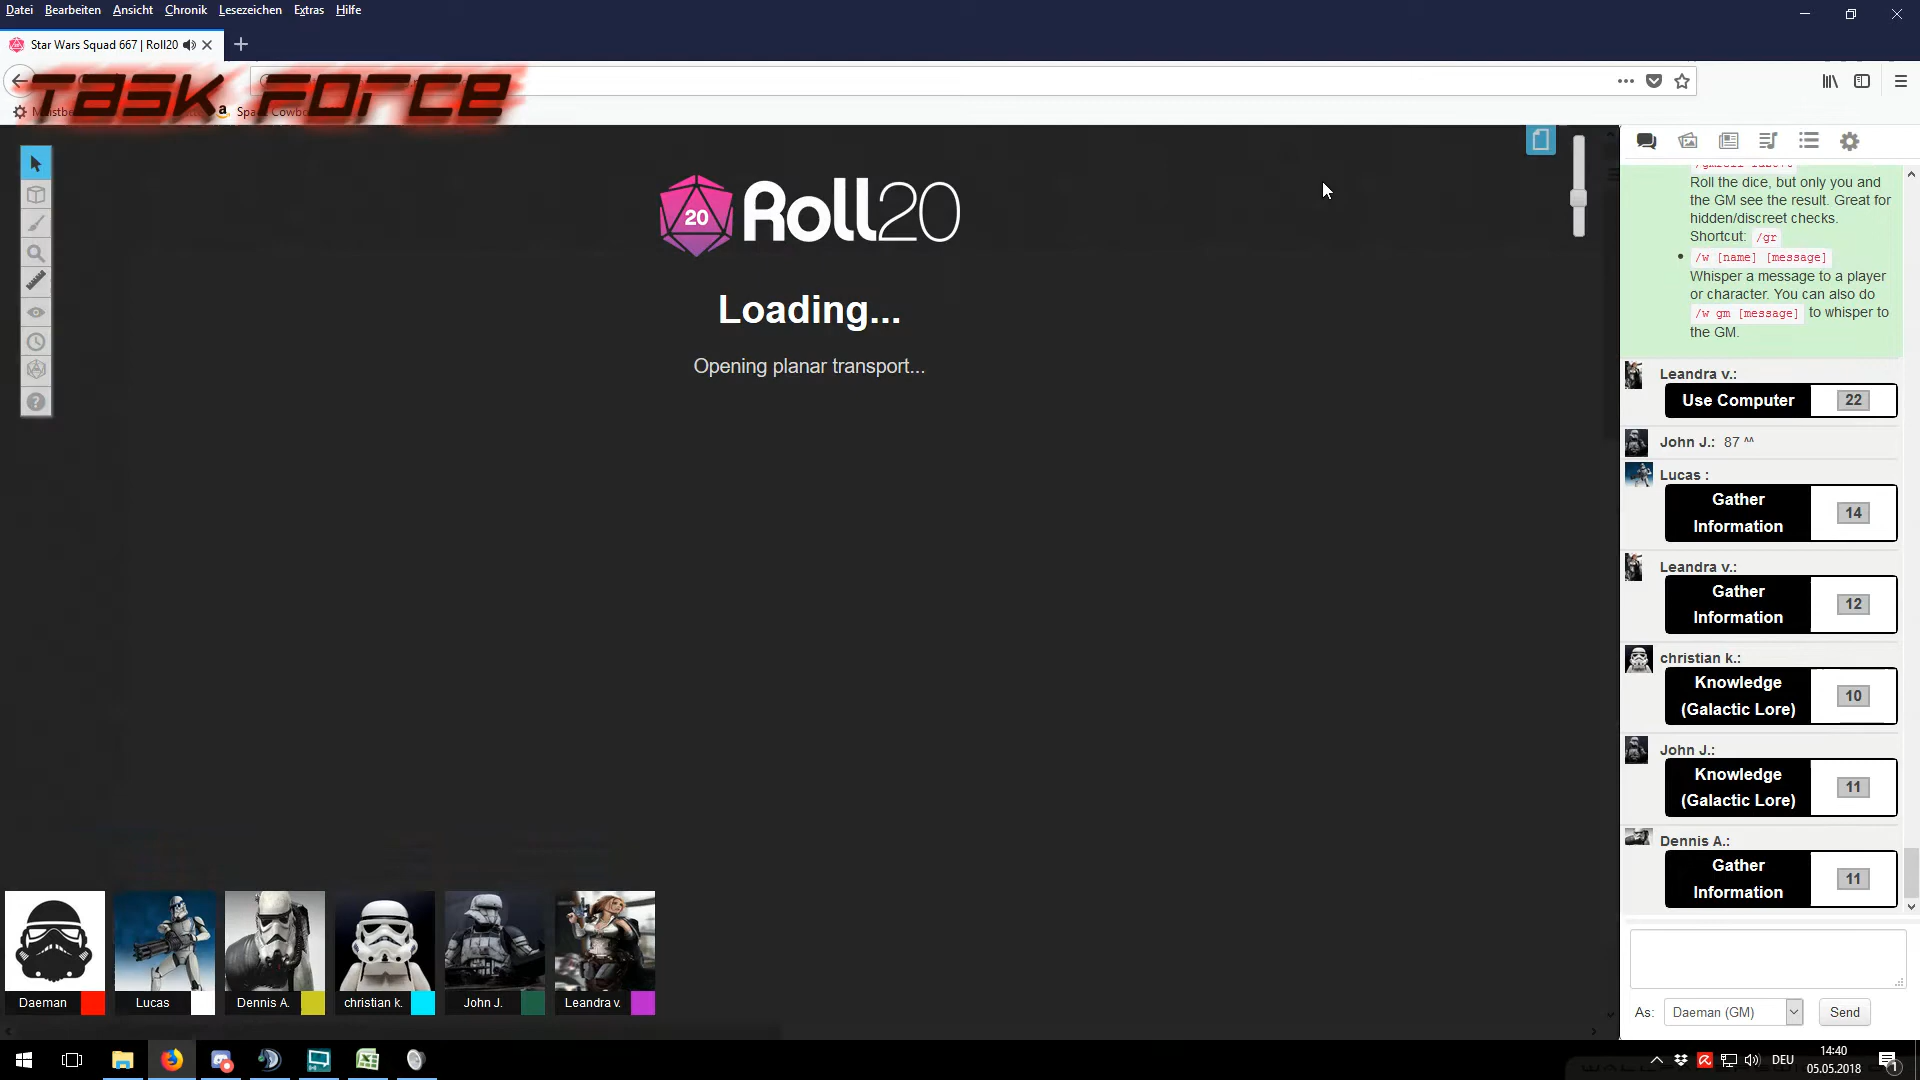 Datei Bearbeiten Ansicht Chronik Lesezeichen Extras Hilfe
Star Wars Squad 667 | Roll20
Task Force
20 Roll20
Loading...
Opening planar transport...
Roll the dice, but only you and
the GM see the result. Great for
hidden/discreet checks.
Shortcut: /gr
/w [name] [message]
Whisper a message to a player
or character. You can also do
/w gm [message] to whisper to
the GM.
Leandra v.:
Use Computer 22
John J.: 87 ^^
Lucas :
Gather
Information 14
Leandra v.:
Gather
Information 12
christian k.:
Knowledge
(Galactic Lore) 10
John J.:
Knowledge
(Galactic Lore) 11
Dennis A.:
Gather
Information 11
Daeman Lucas Dennis A. christian k. John J. Leandra v.
As: Daeman (GM) Send
DEU 14:40
05.05.2018 1